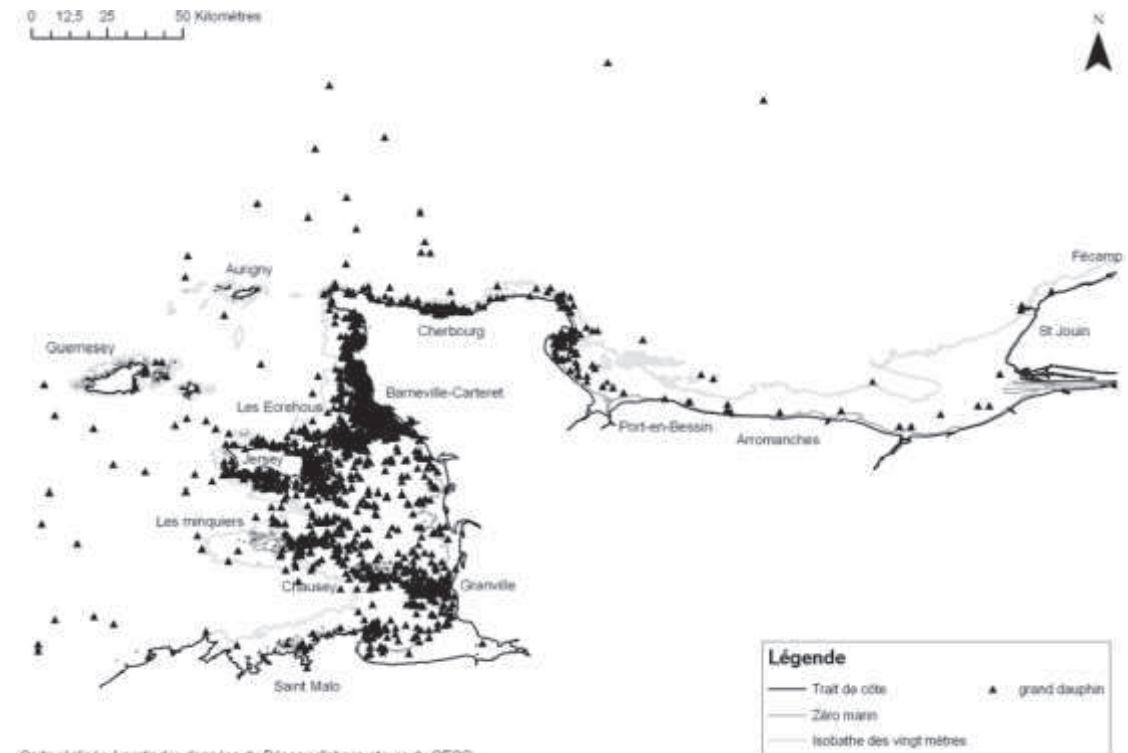 0 12,5 25 50 Kilomètres
N
Fécamp
Aurigny
St Jouin
Cherbourg
Guernesey
Barneville-Carteret
Les Ecrehous
Port-en-Bessin
Arromanches
Jersey
Les minquiers
Chausey
Granville
Saint Malo
Légende
Trait de côte
grand dauphin
Zéro marin
Isobathe des vingt mètres